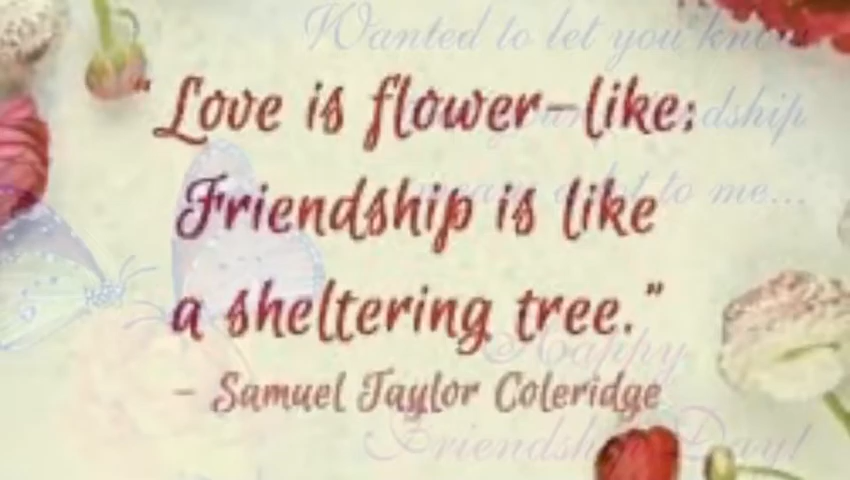 Wanted to let you know
"Love is flower-like;
dship
Friendship is like
to me...
a sheltering tree."
Happy
- Samuel Taylor Coleridge
Friendship Day!